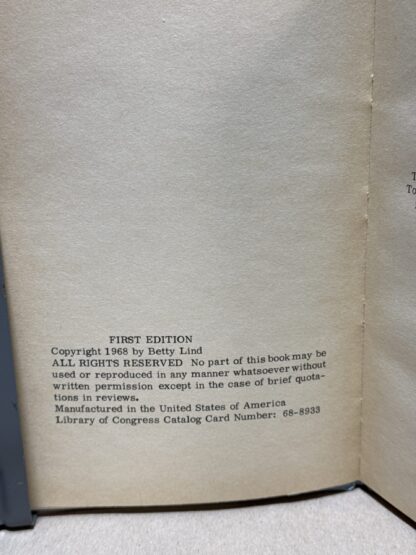 FIRST EDITION
Copyright 1968 by Betty Lind
ALL RIGHTS RESERVED No part of this book may be
used or reproduced in any manner whatsoever without
written permission except in the case of brief quota-
tions in reviews.
Manufactured in the United States of America
Library of Congress Catalog Card Number: 68-8933
To